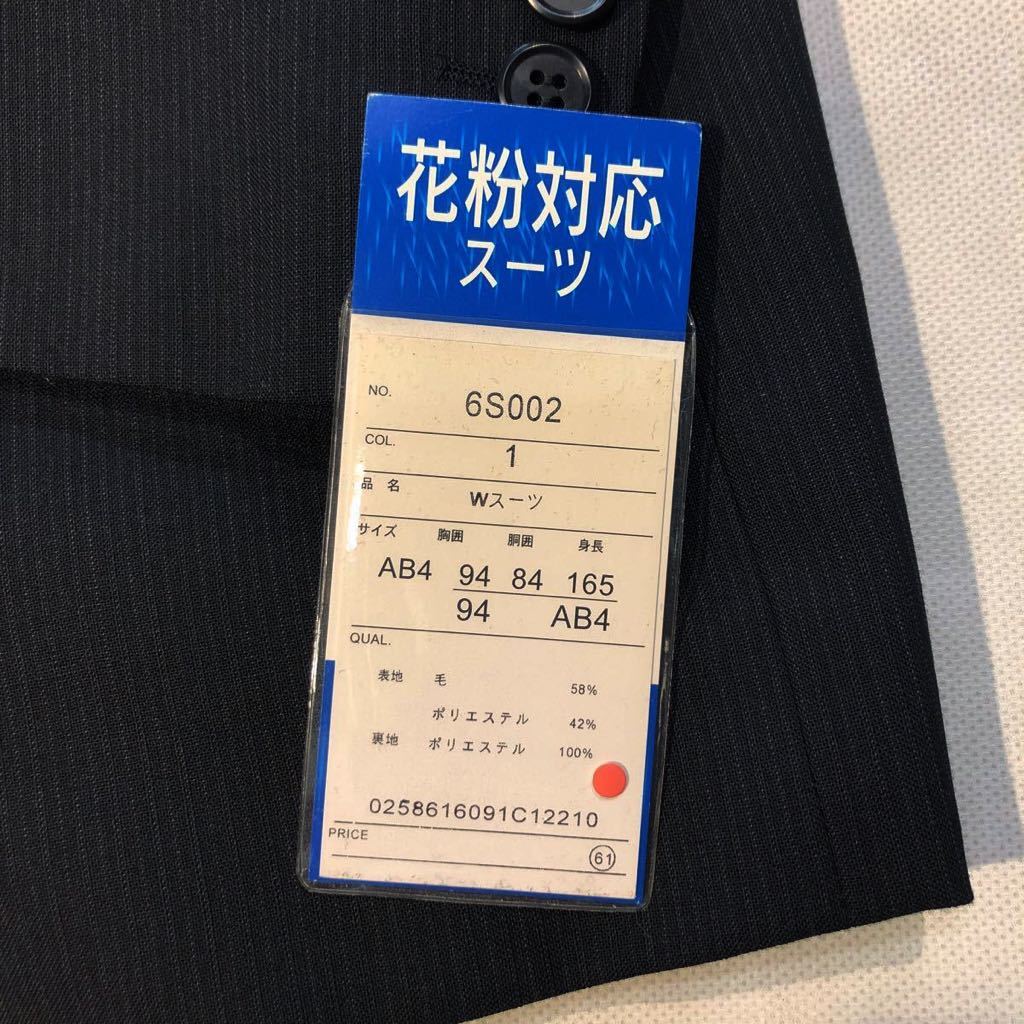 花粉対応
スーツ
NO. 6S002
COL. 1
品 名 Wスーツ
サイズ 胸囲 胴囲 身長
AB4 94 84 165
94 AB4
QUAL.
表地 毛 58%
ポリエステル 42%
裏地 ポリエステル 100%
0258616091C12210
PRICE
61